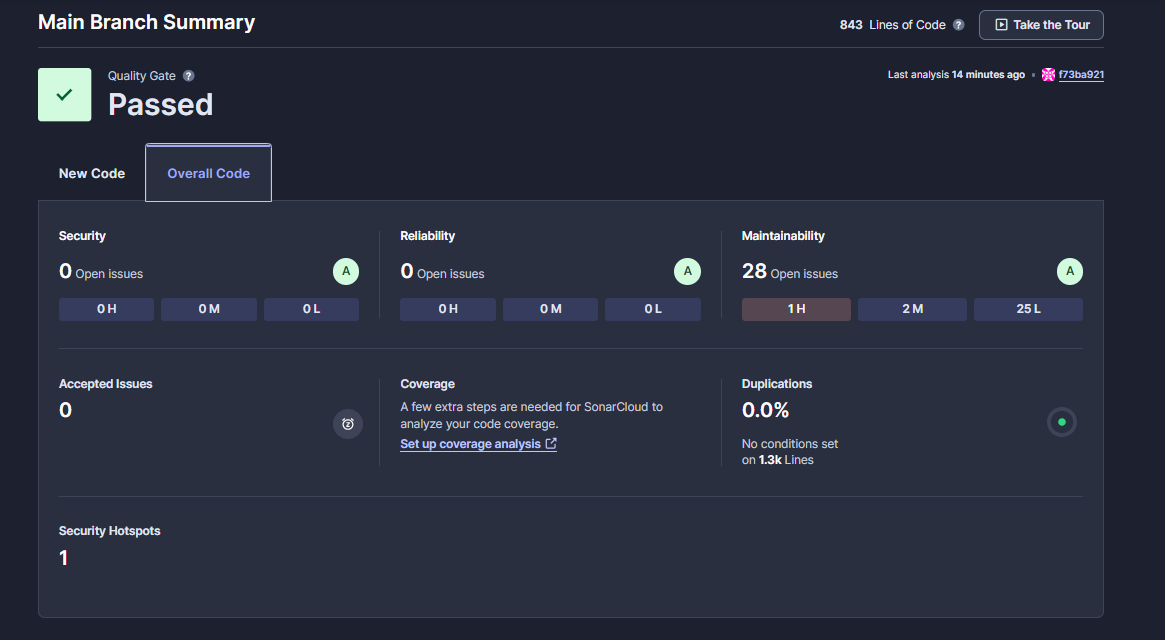 Main Branch Summary
843 Lines of Code ?
Take the Tour
Quality Gate ?
Passed
Last analysis 14 minutes ago • f73ba921
New Code
Overall Code
Security
0 Open issues
A
0 H
0 M
0 L
Reliability
0 Open issues
A
0 H
0 M
0 L
Maintainability
28 Open issues
A
1 H
2 M
25 L
Accepted Issues
0
Coverage
A few extra steps are needed for SonarCloud to
analyze your code coverage.
Set up coverage analysis
Duplications
0.0%
No conditions set
on 1.3k Lines
Security Hotspots
1